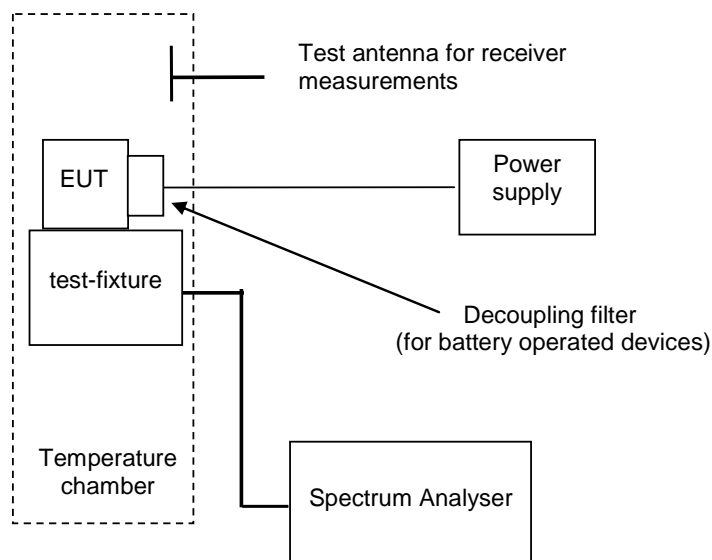 Test antenna for receiver
measurements
EUT
Power
supply
test-fixture
Decoupling filter
(for battery operated devices)
Temperature
chamber
Spectrum Analyser